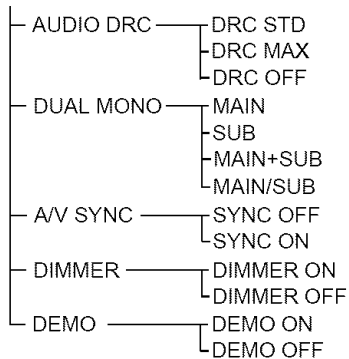 AUDIO DRC DRC STD
DRC MAX
DRC OFF
DUAL MONO MAIN
SUB
MAIN+SUB
MAIN/SUB
A/V SYNC SYNC OFF
SYNC ON
DIMMER DIMMER ON
DIMMER OFF
DEMO DEMO ON
DEMO OFF